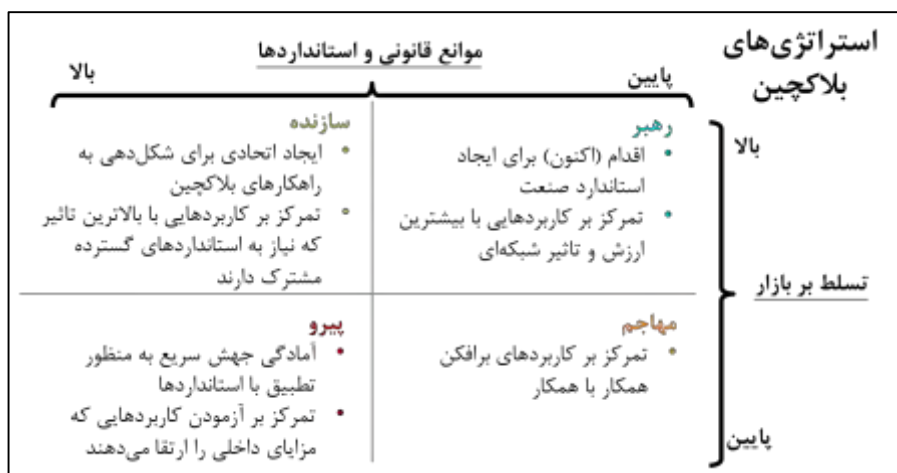 استراتژی‌های
بلاکچین
موانع قانونی و استانداردها
پایین
بالا
تسلط بر بازار
بالا
پایین
رهبر
اقدام (اکنون) برای ایجاد
استاندارد صنعت
تمرکز بر کاربردهایی با بیشترین
ارزش و تاثیر شبکه‌ای
سازنده
ایجاد اتحادی برای شکل‌دهی به
راهکارهای بلاکچین
تمرکز بر کاربردهایی با بالاترین تاثیر
که نیاز به استانداردهای گسترده
مشترک دارند
مهاجم
تمرکز بر کاربردهای برافکن
همکار با همکار
پیرو
آمادگی جهش سریع به منظور
تطبیق با استانداردها
تمرکز بر آزمودن کاربردهایی که
مزایای داخلی را ارتقا می‌دهند